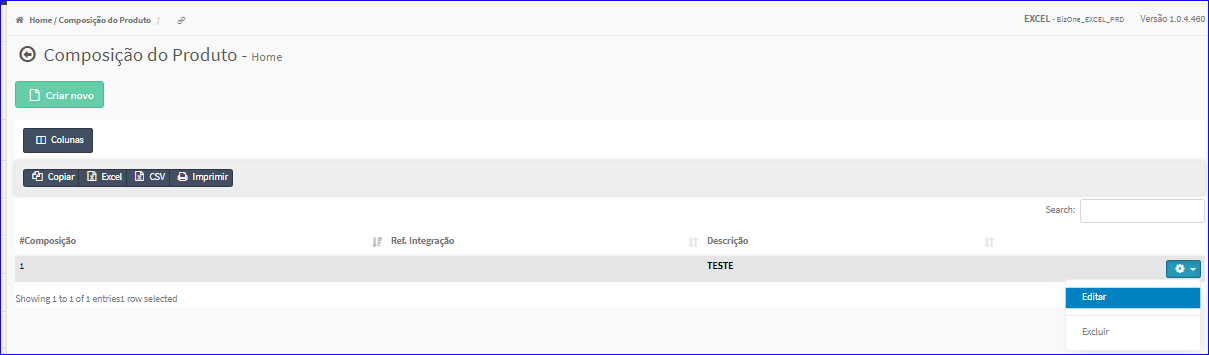 Home / Composição do Produto /
EXCEL - BizOne_EXCEL_PRD Versão 1.0.4.460
Composição do Produto - Home
Criar novo
Colunas
Copiar Excel CSV Imprimir
Search:
#Composição Ref. Integração Descrição
1 TESTE
Showing 1 to 1 of 1 entries1 row selected
Editar
Excluir